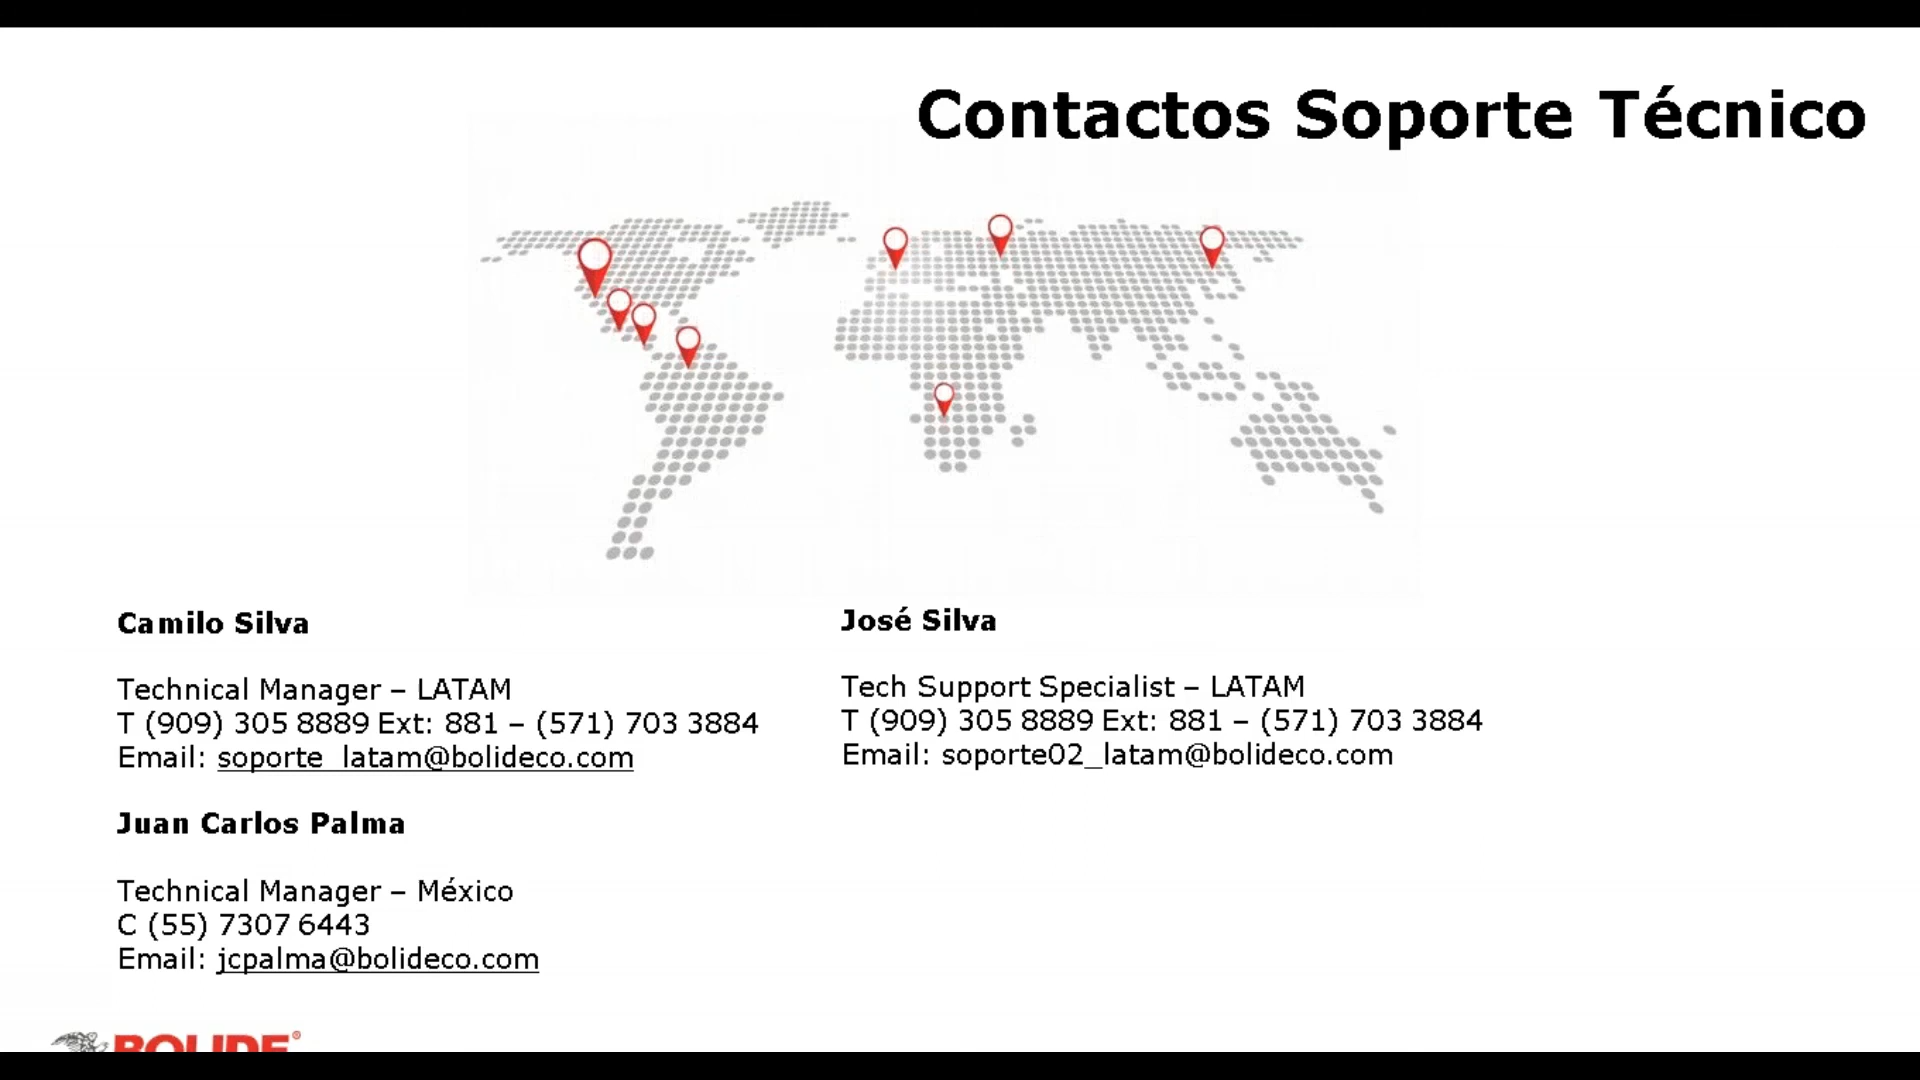 Contactos Soporte Técnico
Camilo Silva
Technical Manager – LATAM
T (909) 305 8889 Ext: 881 – (571) 703 3884
Email: soporte_latam@bolideco.com
José Silva
Tech Support Specialist – LATAM
T (909) 305 8889 Ext: 881 – (571) 703 3884
Email: soporte02_latam@bolideco.com
Juan Carlos Palma
Technical Manager – México
C (55) 7307 6443
Email: jcpalma@bolideco.com
BOLIDE®